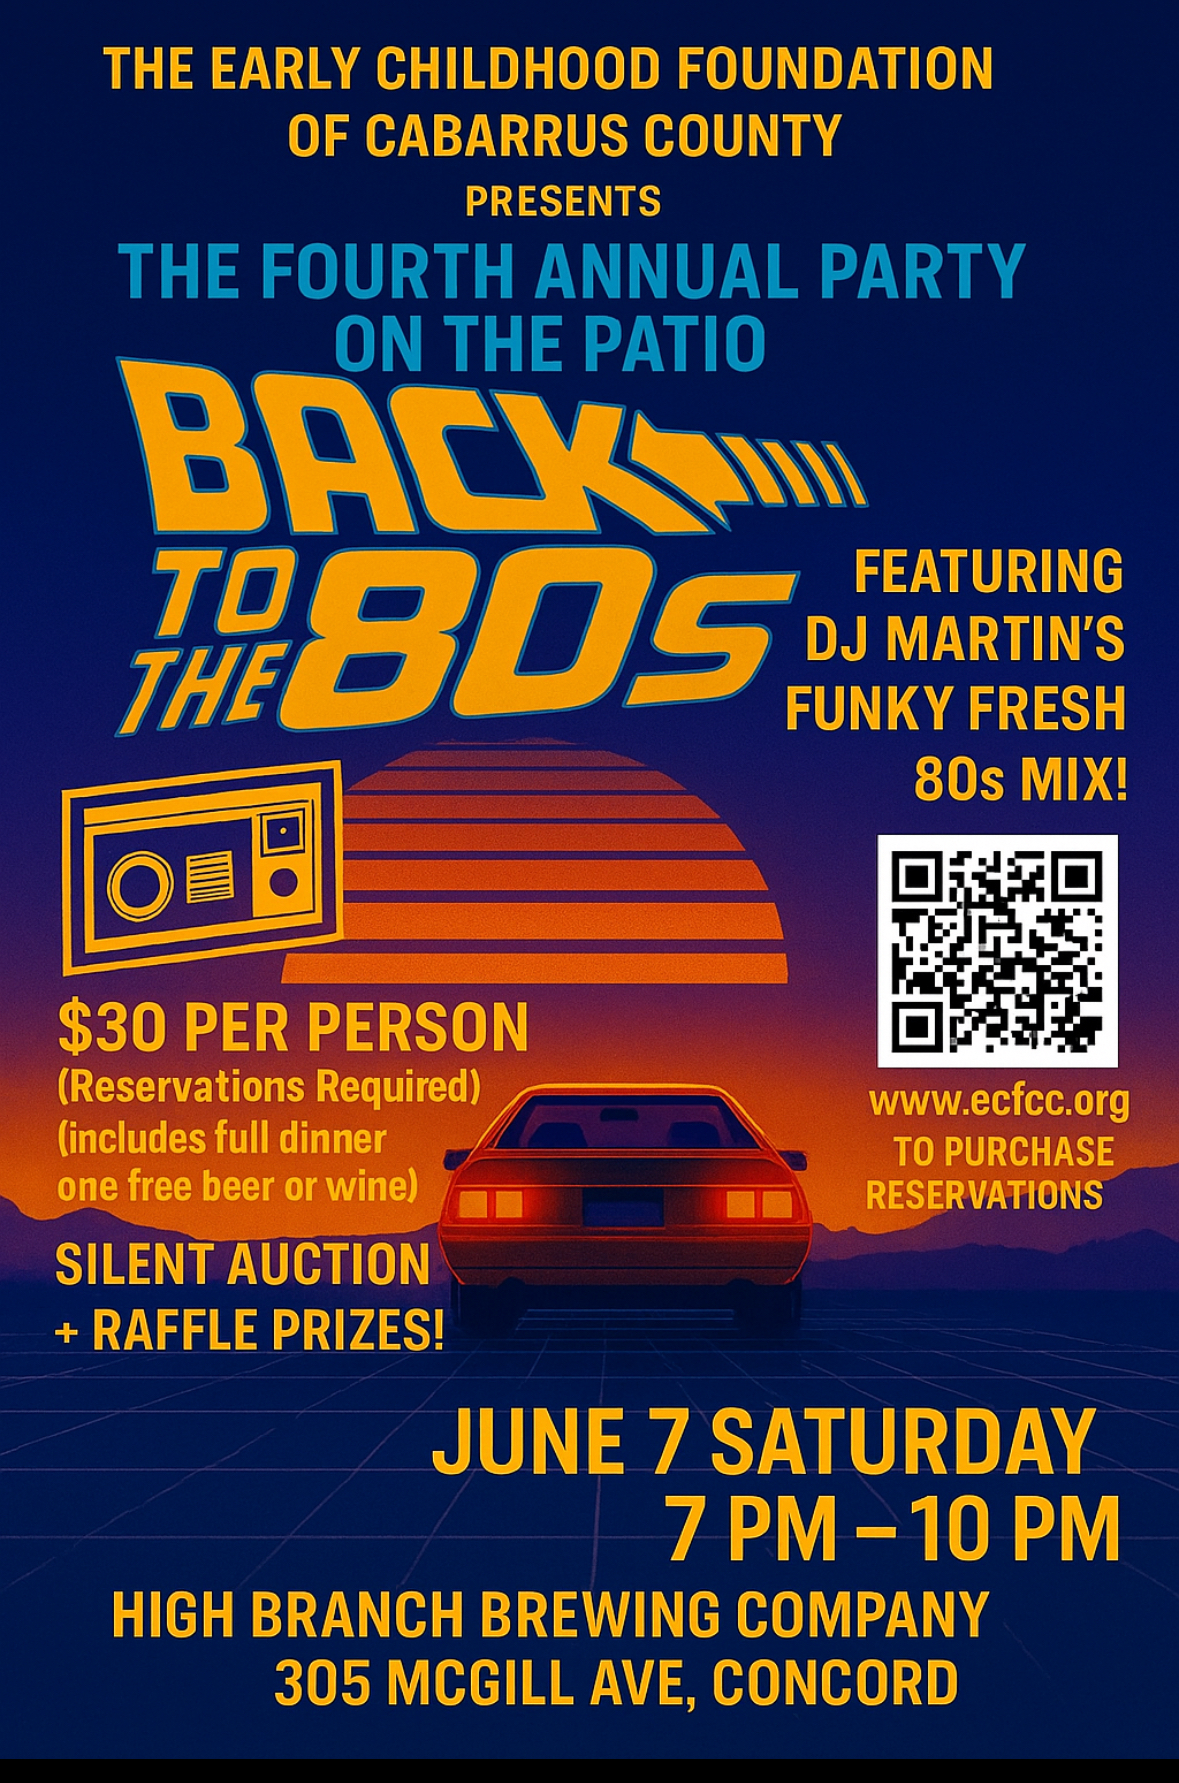 THE EARLY CHILDHOOD FOUNDATION
OF CABARRUS COUNTY
PRESENTS
THE FOURTH ANNUAL PARTY
ON THE PATIO
BACK
TO
THE 80s
FEATURING
DJ MARTIN'S
FUNKY FRESH
80s MIX!
$30 PER PERSON
(Reservations Required)
(includes full dinner
one free beer or wine)
SILENT AUCTION
+ RAFFLE PRIZES!
www.ecfcc.org
TO PURCHASE
RESERVATIONS
JUNE 7 SATURDAY
7 PM – 10 PM
HIGH BRANCH BREWING COMPANY
305 MCGILL AVE, CONCORD